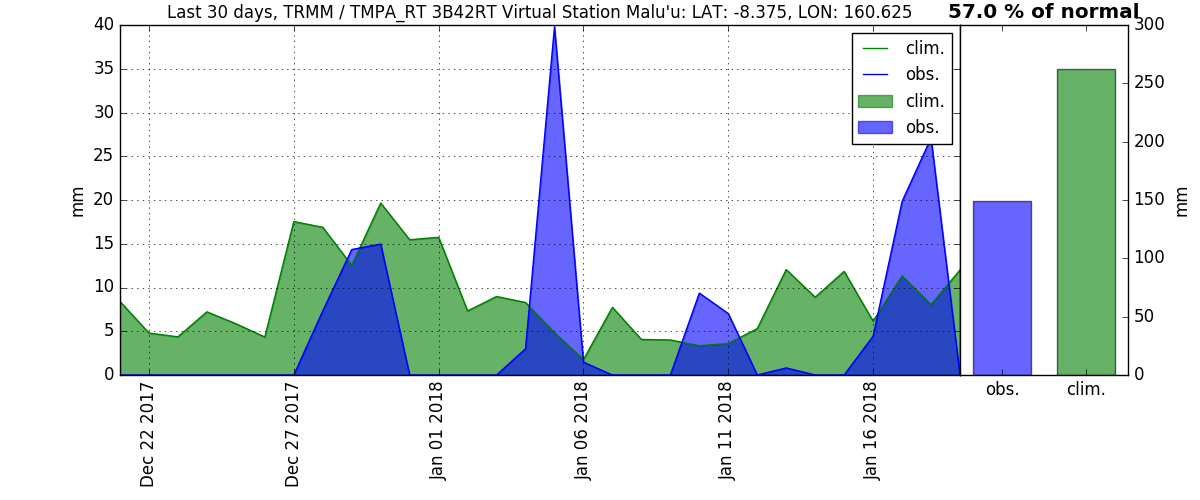 Last 30 days, TRMM / TMPA_RT 3B42RT Virtual Station Malu'u: LAT: -8.375, LON: 160.625
57.0 % of normal
40
35
30
25
20
15
10
5
0
mm
clim.
obs.
clim.
obs.
300
250
200
150
100
50
0
mm
Dec 22 2017
Dec 27 2017
Jan 01 2018
Jan 06 2018
Jan 11 2018
Jan 16 2018
obs.
clim.